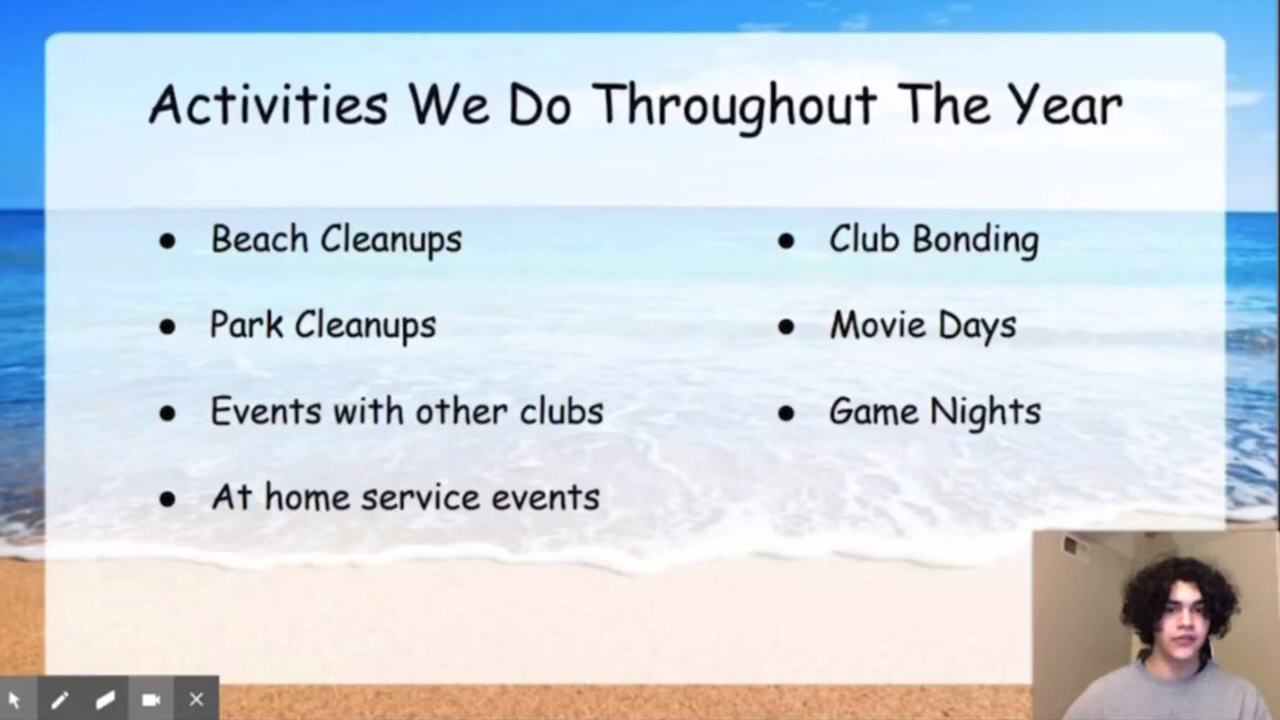 Activities We Do Throughout The Year
● Beach Cleanups
● Park Cleanups
● Events with other clubs
● At home service events
● Club Bonding
● Movie Days
● Game Nights